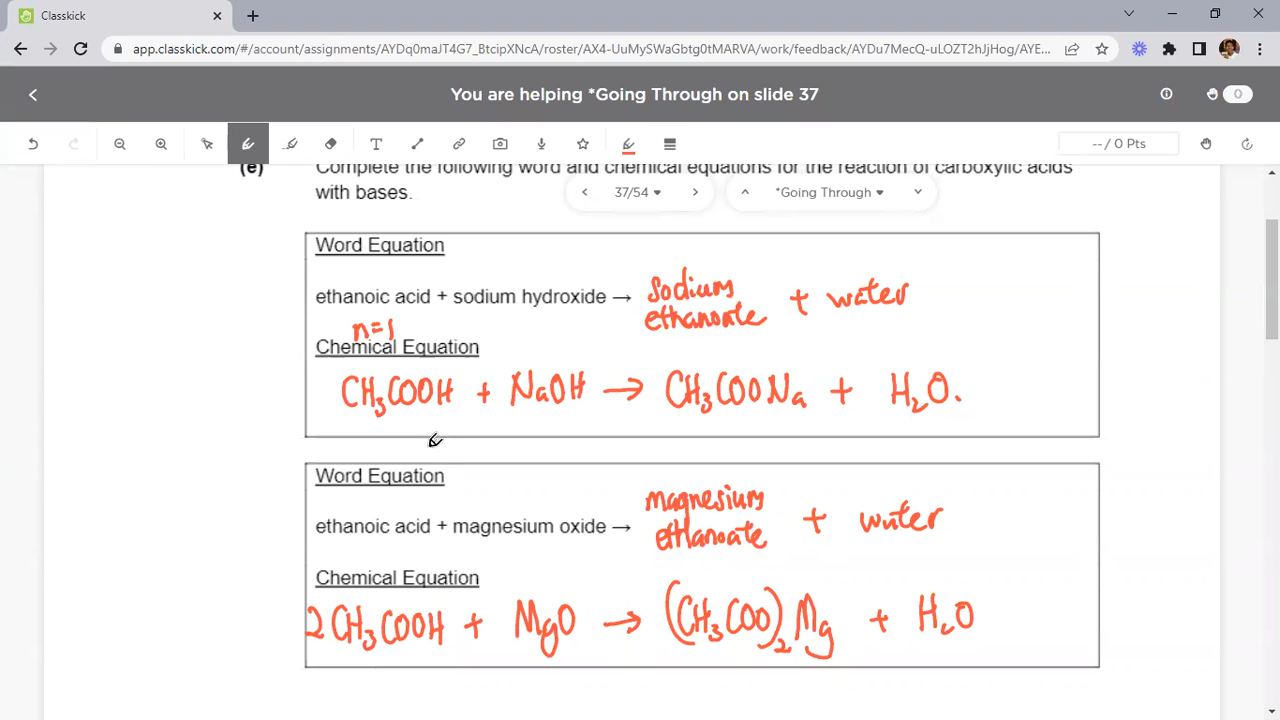 Classkick
app.classkick.com/#/account/assignments/AYDq0maJT4G7_BtcipXNcA/roster/AX4-UuMySWaGbtg0tMARVA/work/feedback/AYDu7MecQ-uLOZT2hJjHog/AYE...
You are helping *Going Through on slide 37
0
-- / 0 Pts
37/54
*Going Through
(e) Complete the following word and chemical equations for the reaction of carboxylic acids
with bases.
Word Equation
ethanoic acid + sodium hydroxide → sodium ethanoate + water
n=1
Chemical Equation
CH₃COOH + NaOH → CH₃COONa + H₂O.
Word Equation
ethanoic acid + magnesium oxide → magnesium ethanoate + water
Chemical Equation
2CH₃COOH + MgO → (CH₃COO)₂Mg + H₂O